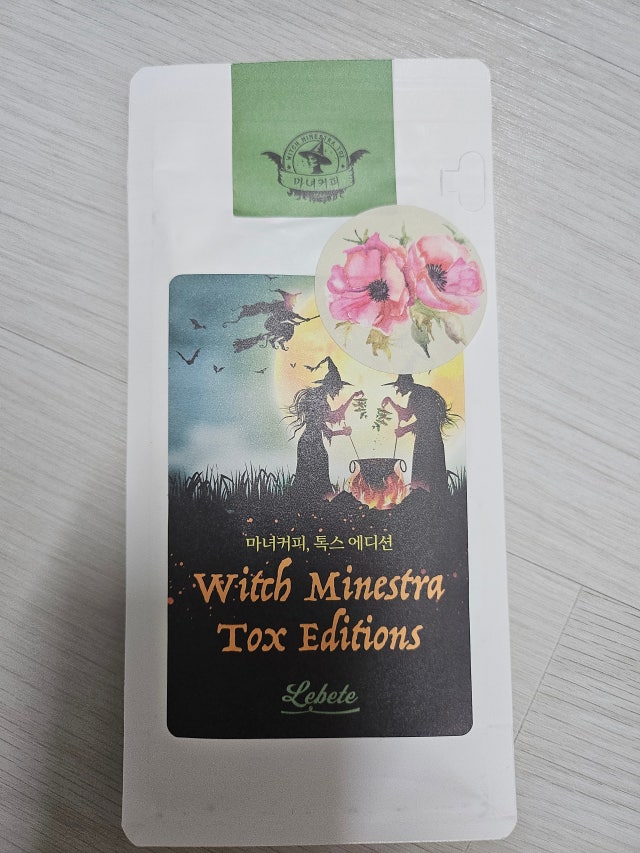 WITCH MINESTRA TOX
마녀커피
마녀커피, 톡스 에디션
Witch Minestra
Tox Editions
Lebete